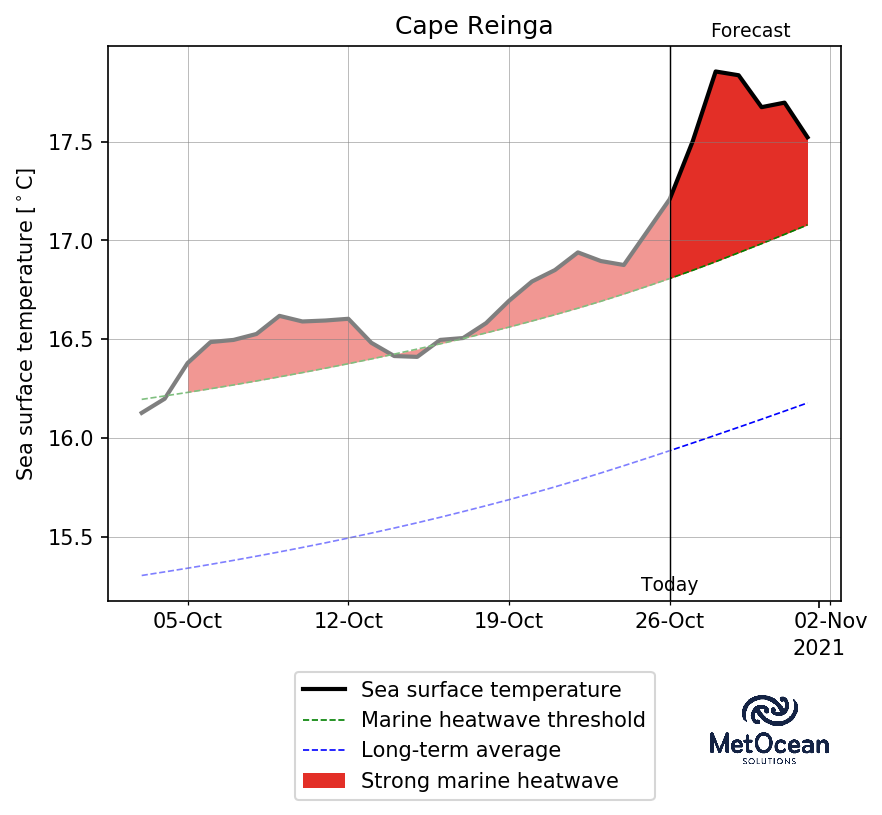 Cape Reinga
Forecast
Sea surface temperature [°C]
17.5
17.0
16.5
16.0
15.5
Today
05-Oct 12-Oct 19-Oct 26-Oct 02-Nov
2021
Sea surface temperature
Marine heatwave threshold
Long-term average
Strong marine heatwave
MetOcean
SOLUTIONS